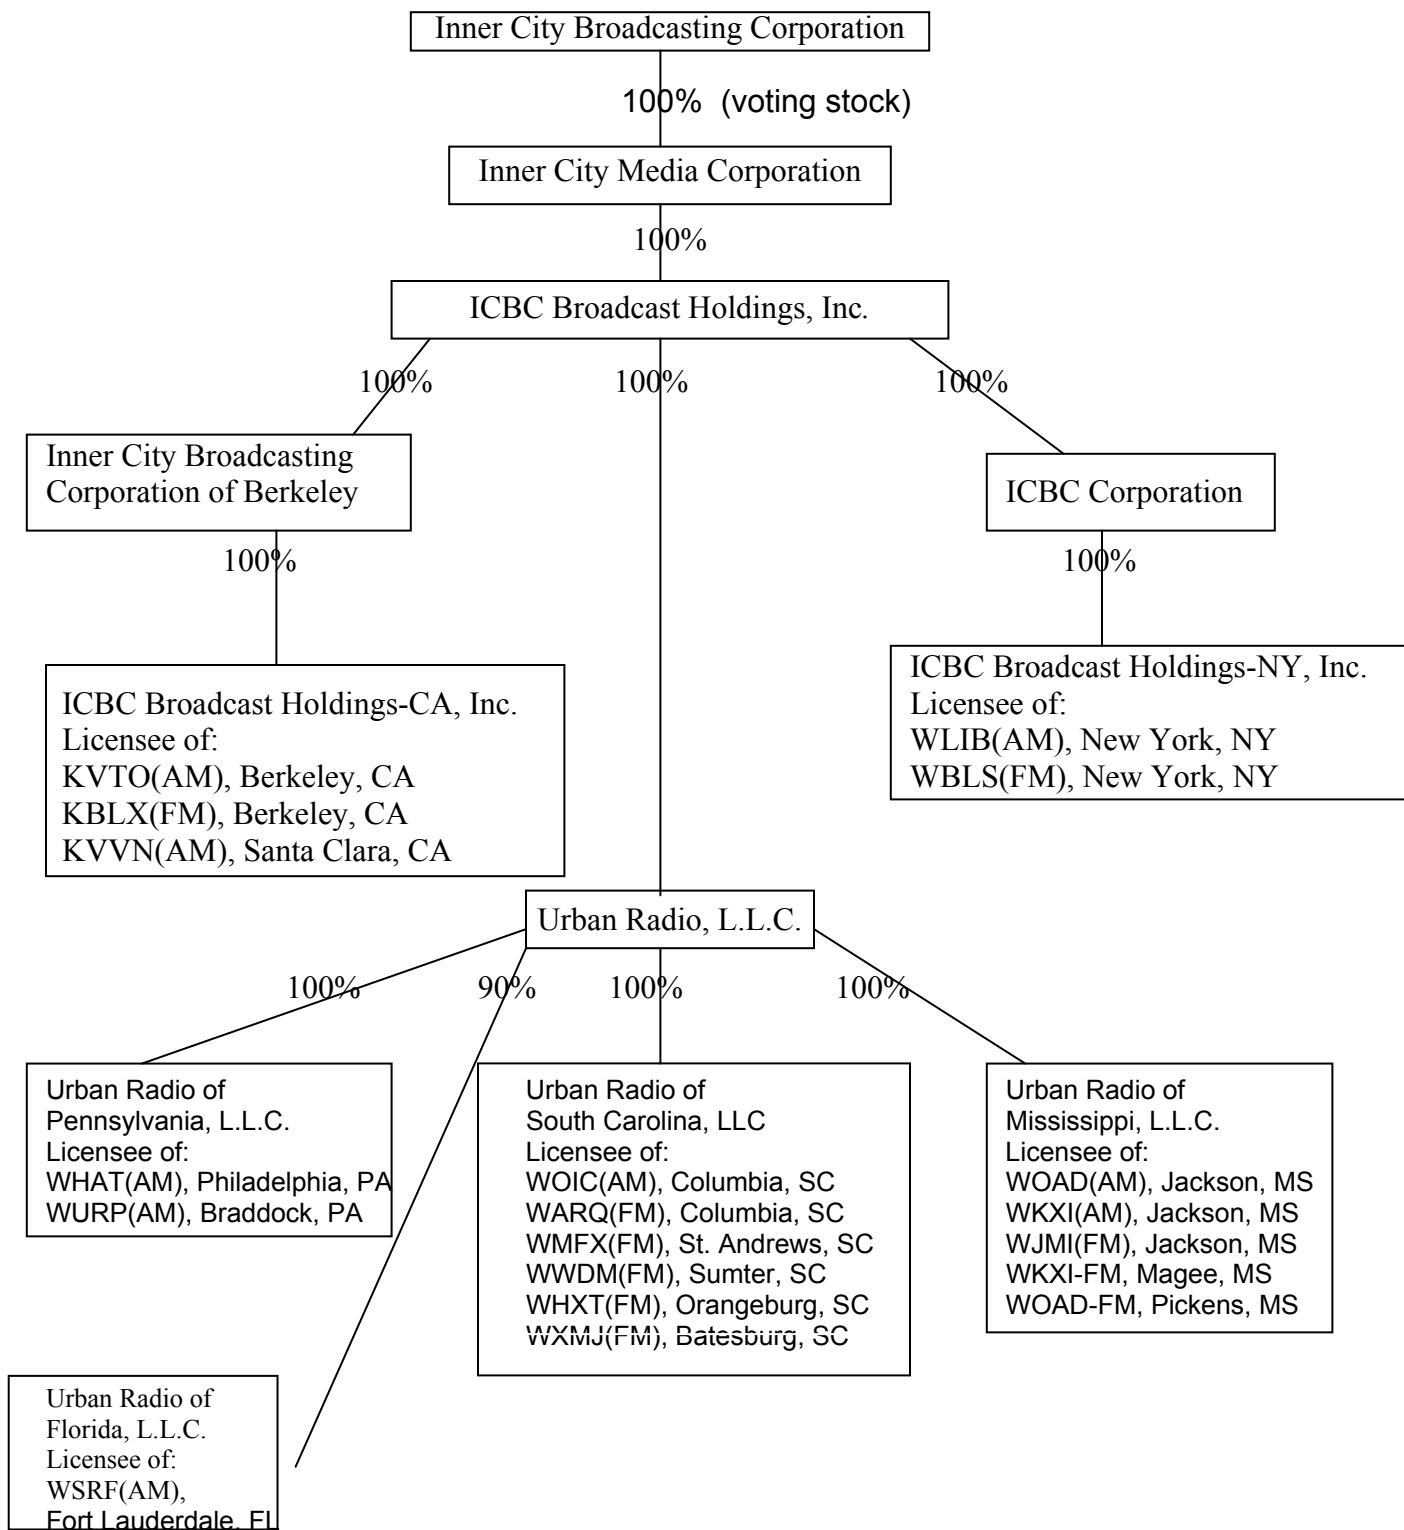 Inner City Broadcasting Corporation
100% (voting stock)
Inner City Media Corporation
100%
ICBC Broadcast Holdings, Inc.
100%
100%
100%
Inner City Broadcasting
Corporation of Berkeley
ICBC Corporation
100%
100%
ICBC Broadcast Holdings-CA, Inc.
Licensee of:
KVTO(AM), Berkeley, CA
KBLX(FM), Berkeley, CA
KVVN(AM), Santa Clara, CA
ICBC Broadcast Holdings-NY, Inc.
Licensee of:
WLIB(AM), New York, NY
WBLS(FM), New York, NY
Urban Radio, L.L.C.
100%
90%
100%
100%
Urban Radio of
Pennsylvania, L.L.C.
Licensee of:
WHAT(AM), Philadelphia, PA
WURP(AM), Braddock, PA
Urban Radio of
South Carolina, LLC
Licensee of:
WOIC(AM), Columbia, SC
WARQ(FM), Columbia, SC
WMFX(FM), St. Andrews, SC
WWDM(FM), Sumter, SC
WHXT(FM), Orangeburg, SC
WXMJ(FM), Batesburg, SC
Urban Radio of
Mississippi, L.L.C.
Licensee of:
WOAD(AM), Jackson, MS
WKXI(AM), Jackson, MS
WJMI(FM), Jackson, MS
WKXI-FM, Magee, MS
WOAD-FM, Pickens, MS
Urban Radio of
Florida, L.L.C.
Licensee of:
WSRF(AM),
Fort Lauderdale, FL